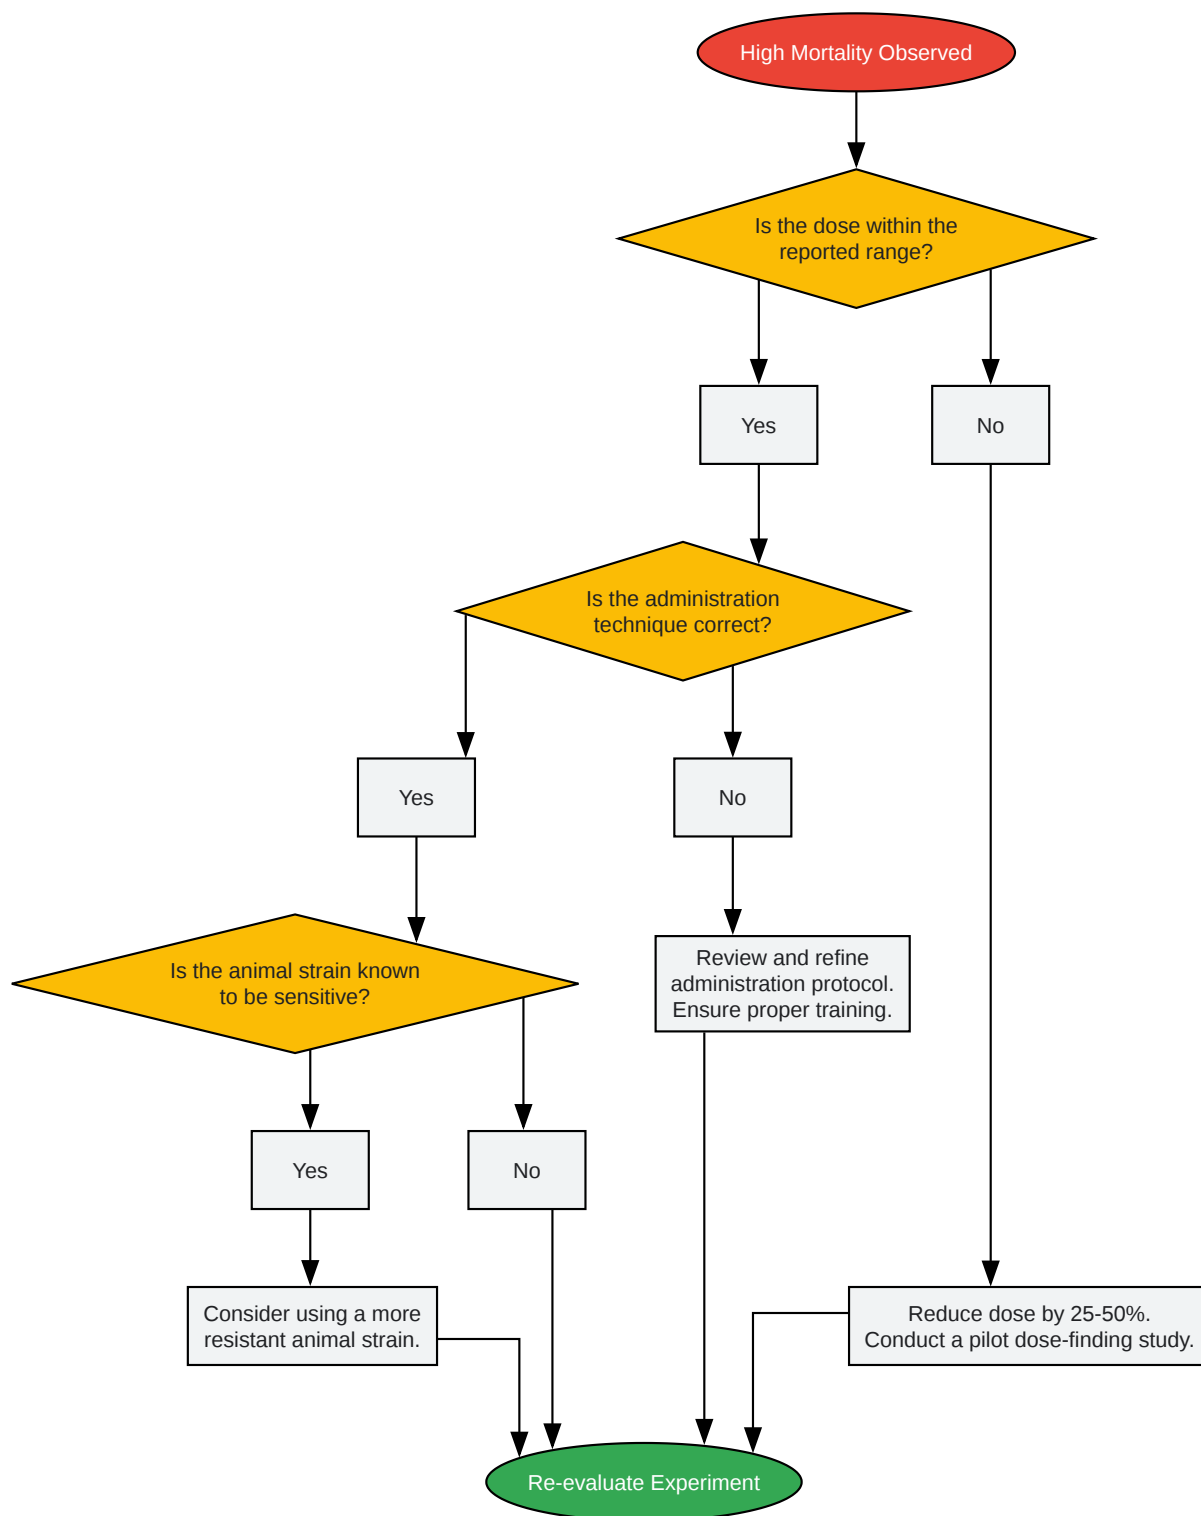 High Mortality Observed
Is the dose within the
reported range?
Yes
No
Is the administration
technique correct?
Yes
No
Review and refine
administration protocol.
Ensure proper training.
Is the animal strain known
to be sensitive?
Yes
No
Consider using a more
resistant animal strain.
Reduce dose by 25-50%.
Conduct a pilot dose-finding study.
Re-evaluate Experiment